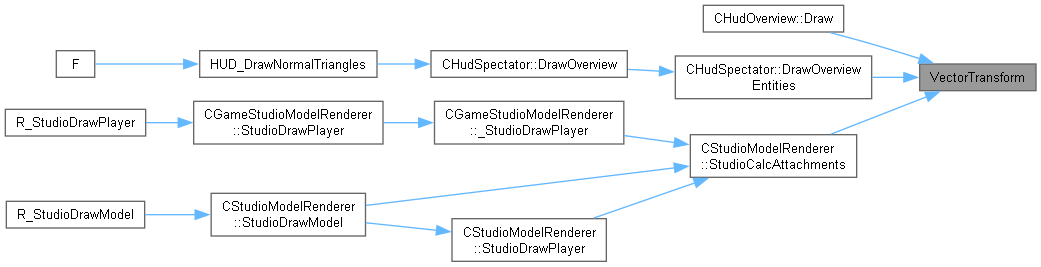 CHudOverview::Draw
F
HUD_DrawNormalTriangles
CHudSpectator::DrawOverview
CHudSpectator::DrawOverview
Entities
VectorTransform
R_StudioDrawPlayer
CGameStudioModelRenderer
::StudioDrawPlayer
CGameStudioModelRenderer
::_StudioDrawPlayer
CStudioModelRenderer
::StudioCalcAttachments
R_StudioDrawModel
CStudioModelRenderer
::StudioDrawModel
CStudioModelRenderer
::StudioDrawPlayer